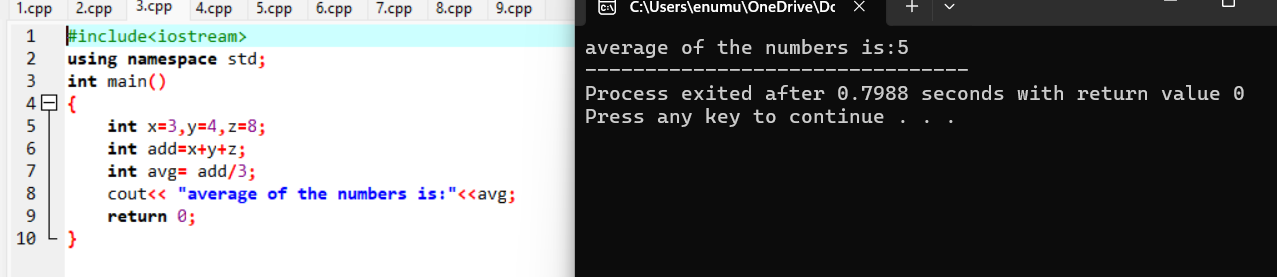 1.cpp 2.cpp 3.cpp 4.cpp 5.cpp 6.cpp 7.cpp 8.cpp 9.cpp
1 #include<iostream>
2 using namespace std;
3 int main()
4 {
5 int x=3,y=4,z=8;
6 int add=x+y+z;
7 int avg= add/3;
8 cout<< "average of the numbers is:"<<avg;
9 return 0;
10 }
C:\Users\enumu\OneDrive\Dc
average of the numbers is:5
--------------------------------
Process exited after 0.7988 seconds with return value 0
Press any key to continue . . .